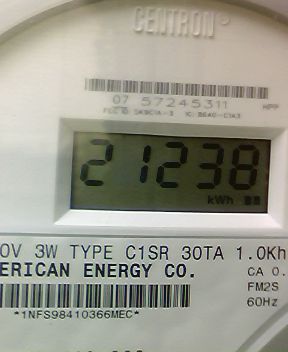 CENTRON®
07 57245311
HPP
21238
kWh
0V 3W TYPE C1SR 30TA 1.0Kh
ERICAN ENERGY CO.
CA 0.
FM2S
60Hz
*1NFS98410366MEC*